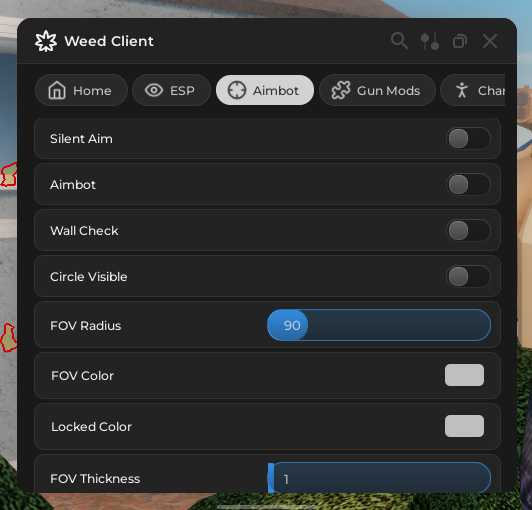 Weed Client
Home
ESP
Aimbot
Gun Mods
Char
Silent Aim
Aimbot
Wall Check
Circle Visible
FOV Radius
90
FOV Color
Locked Color
FOV Thickness
1